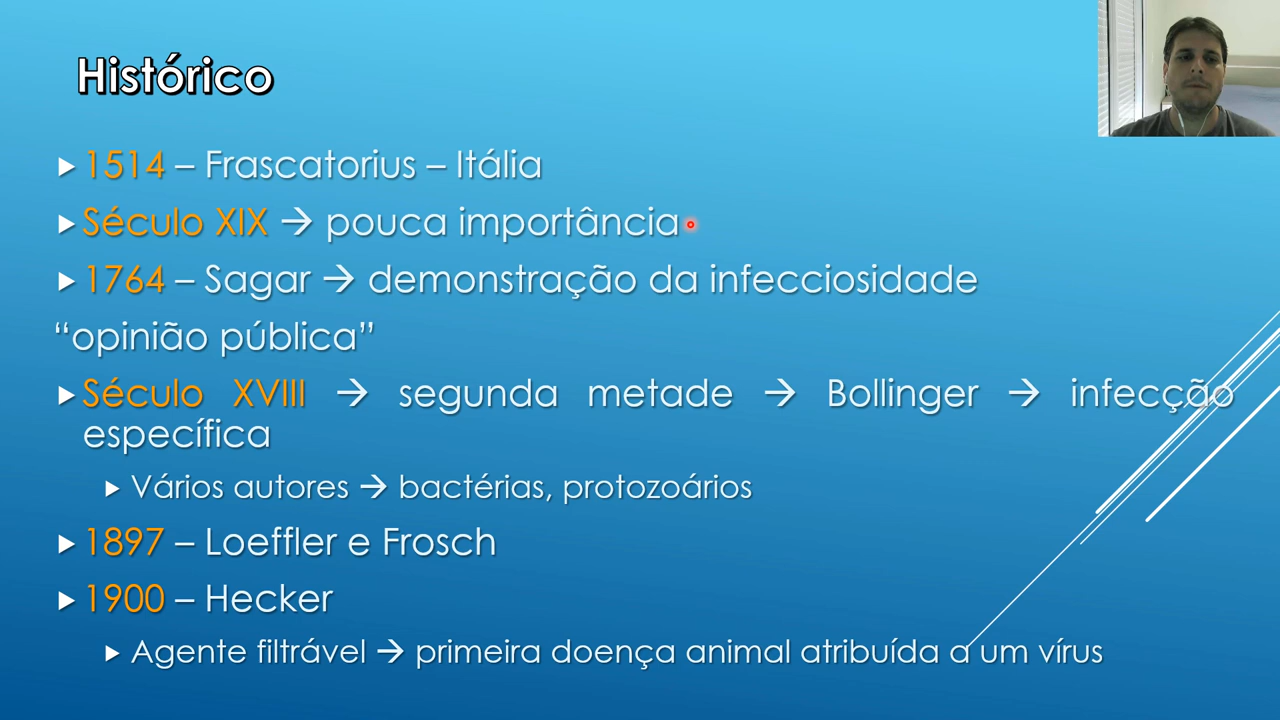 Histórico
1514 – Frascatorius – Itália
Século XIX → pouca importância
1764 – Sagar → demonstração da infecciosidade
“opinião pública”
Século XVIII → segunda metade → Bollinger → infecção
específica
Vários autores → bactérias, protozoários
1897 – Loeffler e Frosch
1900 – Hecker
Agente filtrável → primeira doença animal atribuída a um vírus